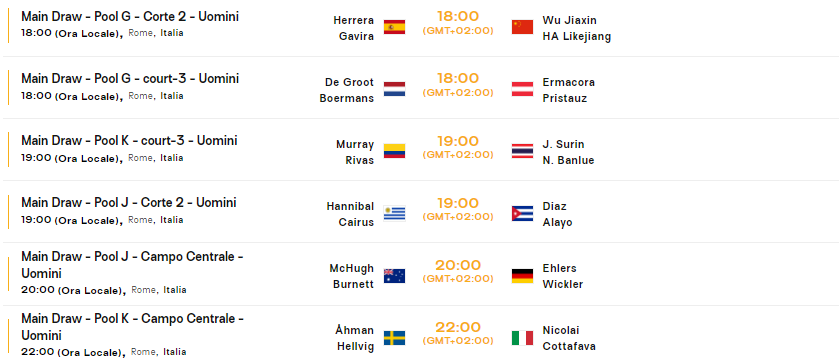 Main Draw - Pool G - Corte 2 - Uomini
18:00 (Ora Locale), Rome, Italia
Herrera
Gavira
18:00
(GMT+02:00)
Wu Jiaxin
HA Likejiang
Main Draw - Pool G - court-3 - Uomini
18:00 (Ora Locale), Rome, Italia
De Groot
Boermans
18:00
(GMT+02:00)
Ermacora
Pristauz
Main Draw - Pool K - court-3 - Uomini
19:00 (Ora Locale), Rome, Italia
Murray
Rivas
19:00
(GMT+02:00)
J. Surin
N. Banlue
Main Draw - Pool J - Corte 2 - Uomini
19:00 (Ora Locale), Rome, Italia
Hannibal
Cairus
19:00
(GMT+02:00)
Diaz
Alayo
Main Draw - Pool J - Campo Centrale -
Uomini
20:00 (Ora Locale), Rome, Italia
McHugh
Burnett
20:00
(GMT+02:00)
Ehlers
Wickler
Main Draw - Pool K - Campo Centrale -
Uomini
22:00 (Ora Locale), Rome, Italia
Åhman
Hellvig
22:00
(GMT+02:00)
Nicolai
Cottafava